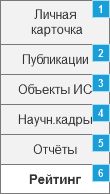 1
Личная
карточка
2
Публикации
3
Объекты ИС
4
Научн.кадры
5
Отчёты
6
Рейтинг